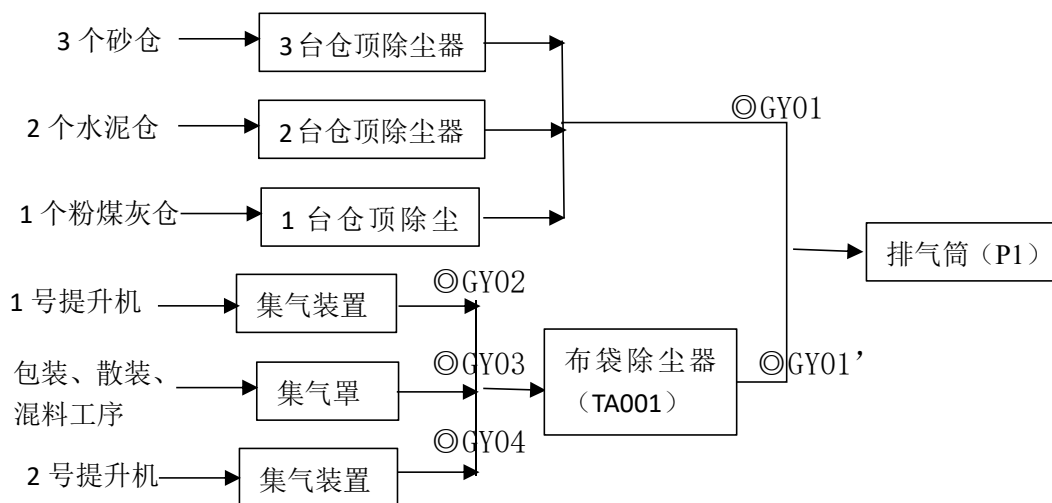 3 个砂仓
3 台仓顶除尘器
◎GY01
2 个水泥仓
2 台仓顶除尘器
1 个粉煤灰仓
1 台仓顶除尘
排气筒（P1）
1 号提升机
集气装置
◎GY02
包装、散装、
混料工序
集气罩
◎GY03
布袋除尘器
（TA001）
◎GY01’
2 号提升机
集气装置
◎GY04